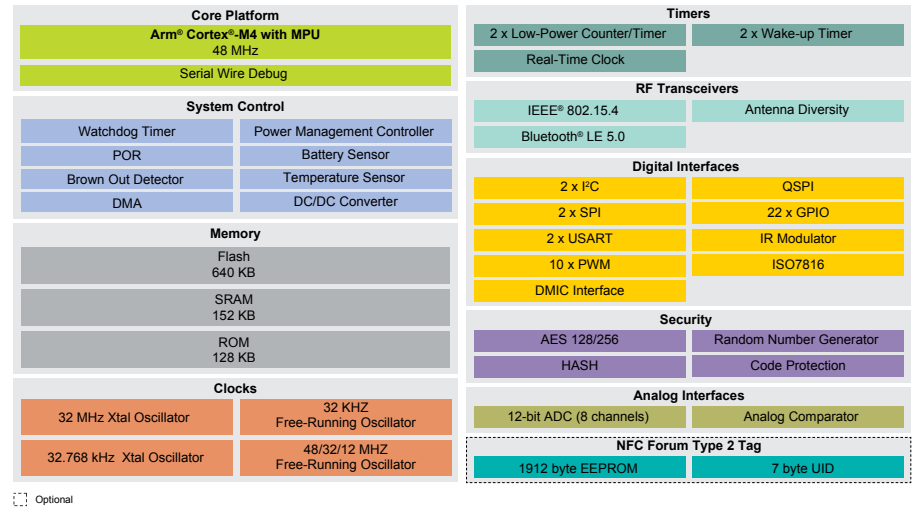 Core Platform
Arm® Cortex®-M4 with MPU
48 MHz
Serial Wire Debug
System Control
Watchdog Timer
Power Management Controller
POR
Battery Sensor
Brown Out Detector
Temperature Sensor
DMA
DC/DC Converter
Memory
Flash
640 KB
SRAM
152 KB
ROM
128 KB
Clocks
32 MHz Xtal Oscillator
32 KHZ
Free-Running Oscillator
32.768 kHz Xtal Oscillator
48/32/12 MHZ
Free-Running Oscillator
Optional
Timers
2 x Low-Power Counter/Timer
2 x Wake-up Timer
Real-Time Clock
RF Transceivers
IEEE® 802.15.4
Antenna Diversity
Bluetooth® LE 5.0
Digital Interfaces
2 x I²C
QSPI
2 x SPI
22 x GPIO
2 x USART
IR Modulator
10 x PWM
ISO7816
DMIC Interface
Security
AES 128/256
Random Number Generator
HASH
Code Protection
Analog Interfaces
12-bit ADC (8 channels)
Analog Comparator
NFC Forum Type 2 Tag
1912 byte EEPROM
7 byte UID